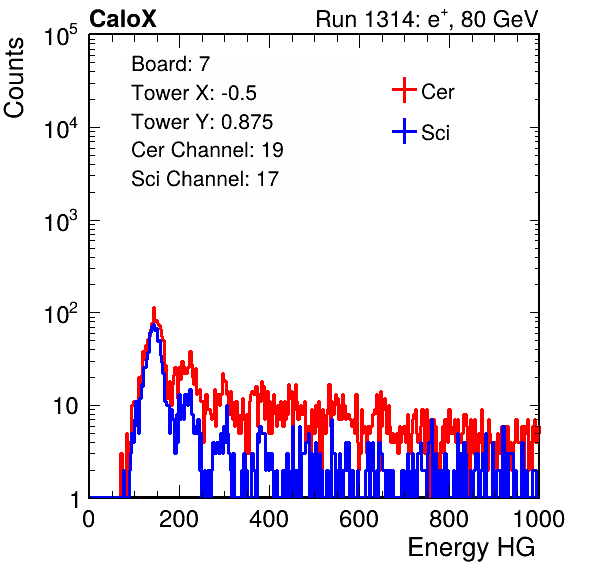 CaloX Run 1314: e⁺, 80 GeV
Counts
10⁵
10⁴
10³
10²
10
1
Board: 7
Tower X: -0.5
Tower Y: 0.875
Cer Channel: 19
Sci Channel: 17
Cer
Sci
0 200 400 600 800 1000
Energy HG